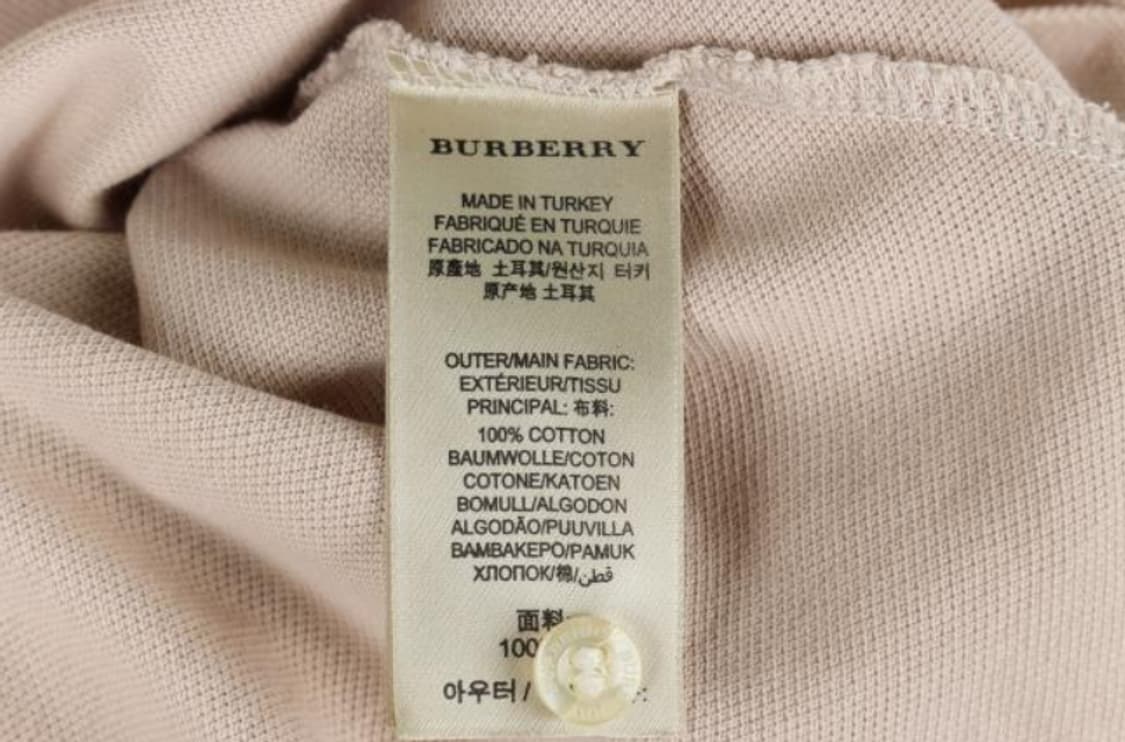 BURBERRY
MADE IN TURKEY
FABRIQUÉ EN TURQUIE
FABRICADO NA TURQUIA
原產地 土耳其/원산지 터키
原产地 土耳其
OUTER/MAIN FABRIC:
EXTÉRIEUR/TISSU
PRINCIPAL: 布料:
100% COTTON
BAUMWOLLE/COTON
COTONE/KATOEN
BOMULL/ALGODON
ALGODÃO/PUUVILLA
BAMBAKEPO/PAMUK
ХЛОПОК/棉/قطن
面料
100
아우터 /